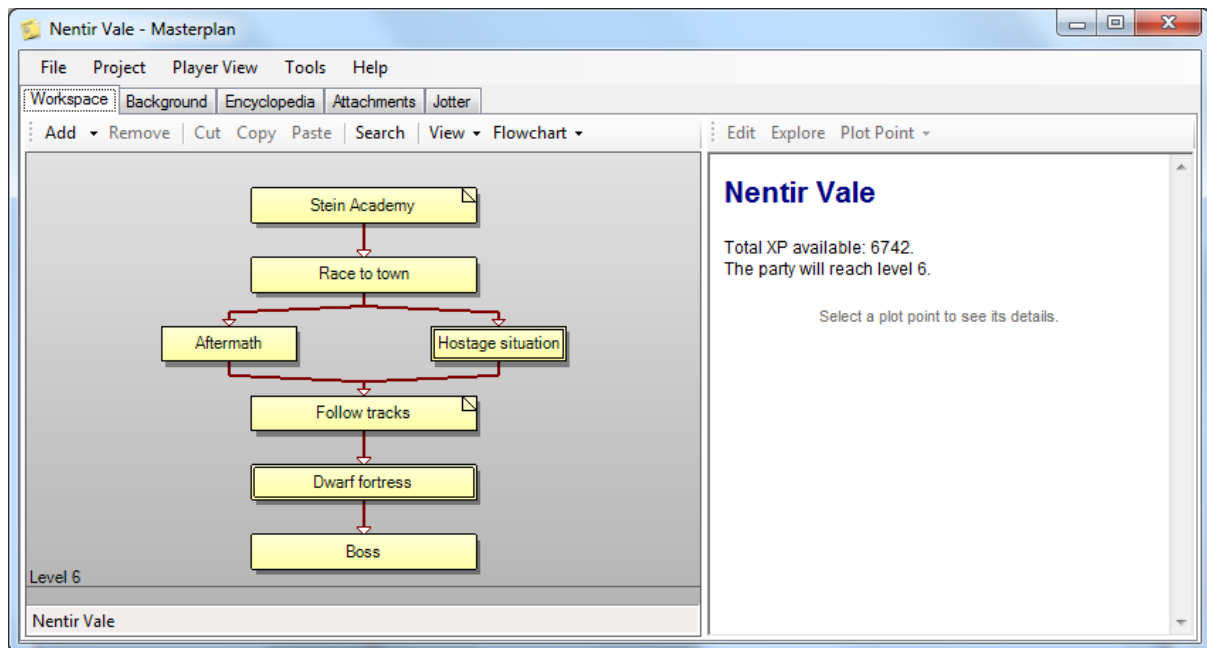 Nentir Vale - Masterplan
File Project Player View Tools Help
Workspace Background Encyclopedia Attachments Jotter
Add Remove Cut Copy Paste Search View Flowchart
Edit Explore Plot Point
Stein Academy
Race to town
Aftermath Hostage situation
Follow tracks
Dwarf fortress
Boss
Level 6
Nentir Vale
Nentir Vale
Total XP available: 6742.
The party will reach level 6.
Select a plot point to see its details.